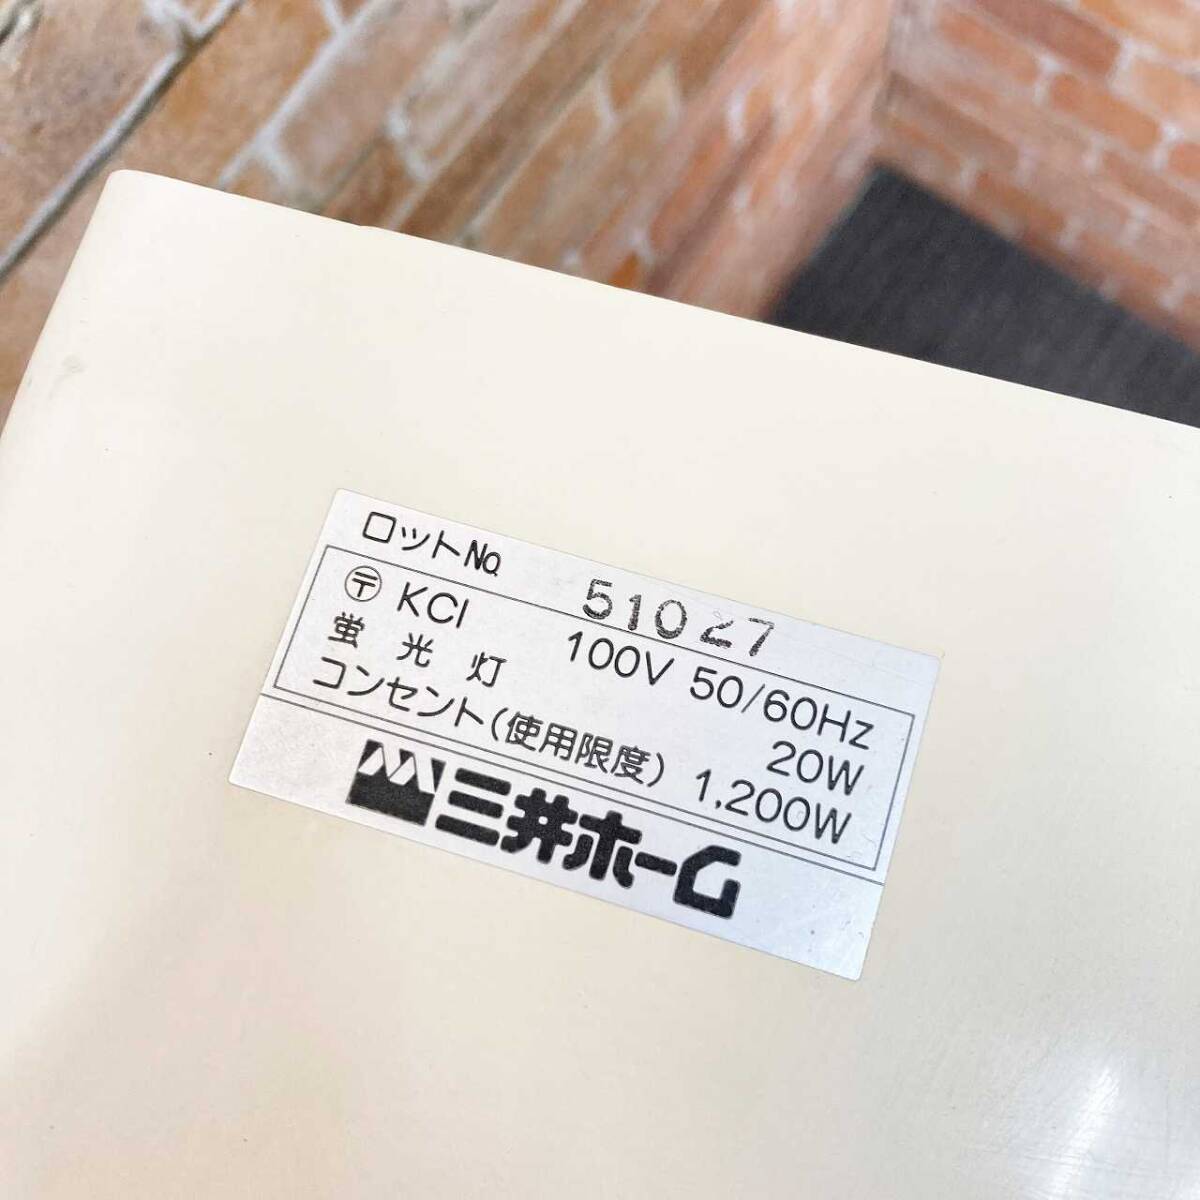 ロットNo. 51027
〒 KCI 100V 50/60Hz
蛍光灯 20W
コンセント(使用限度) 1,200W
三井ホーム